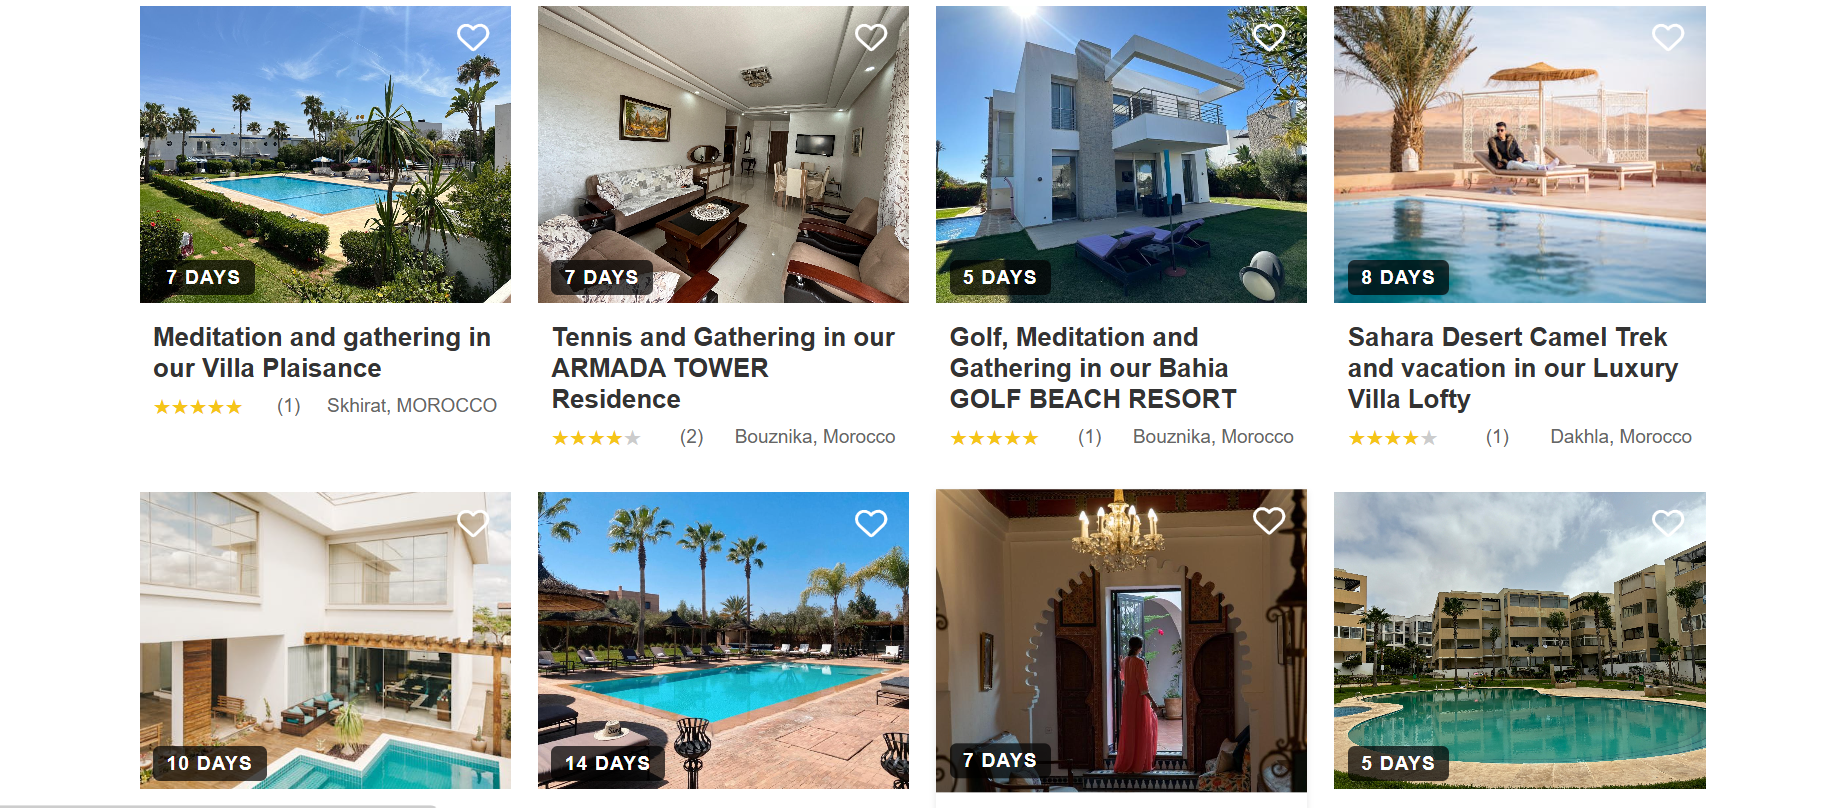 7 DAYS
7 DAYS
5 DAYS
8 DAYS
Meditation and gathering in
our Villa Plaisance
(1) Skhirat, MOROCCO
Tennis and Gathering in our
ARMADA TOWER
Residence
(2) Bouznika, Morocco
Golf, Meditation and
Gathering in our Bahia
GOLF BEACH RESORT
(1) Bouznika, Morocco
Sahara Desert Camel Trek
and vacation in our Luxury
Villa Lofty
(1) Dakhla, Morocco
10 DAYS
14 DAYS
7 DAYS
5 DAYS